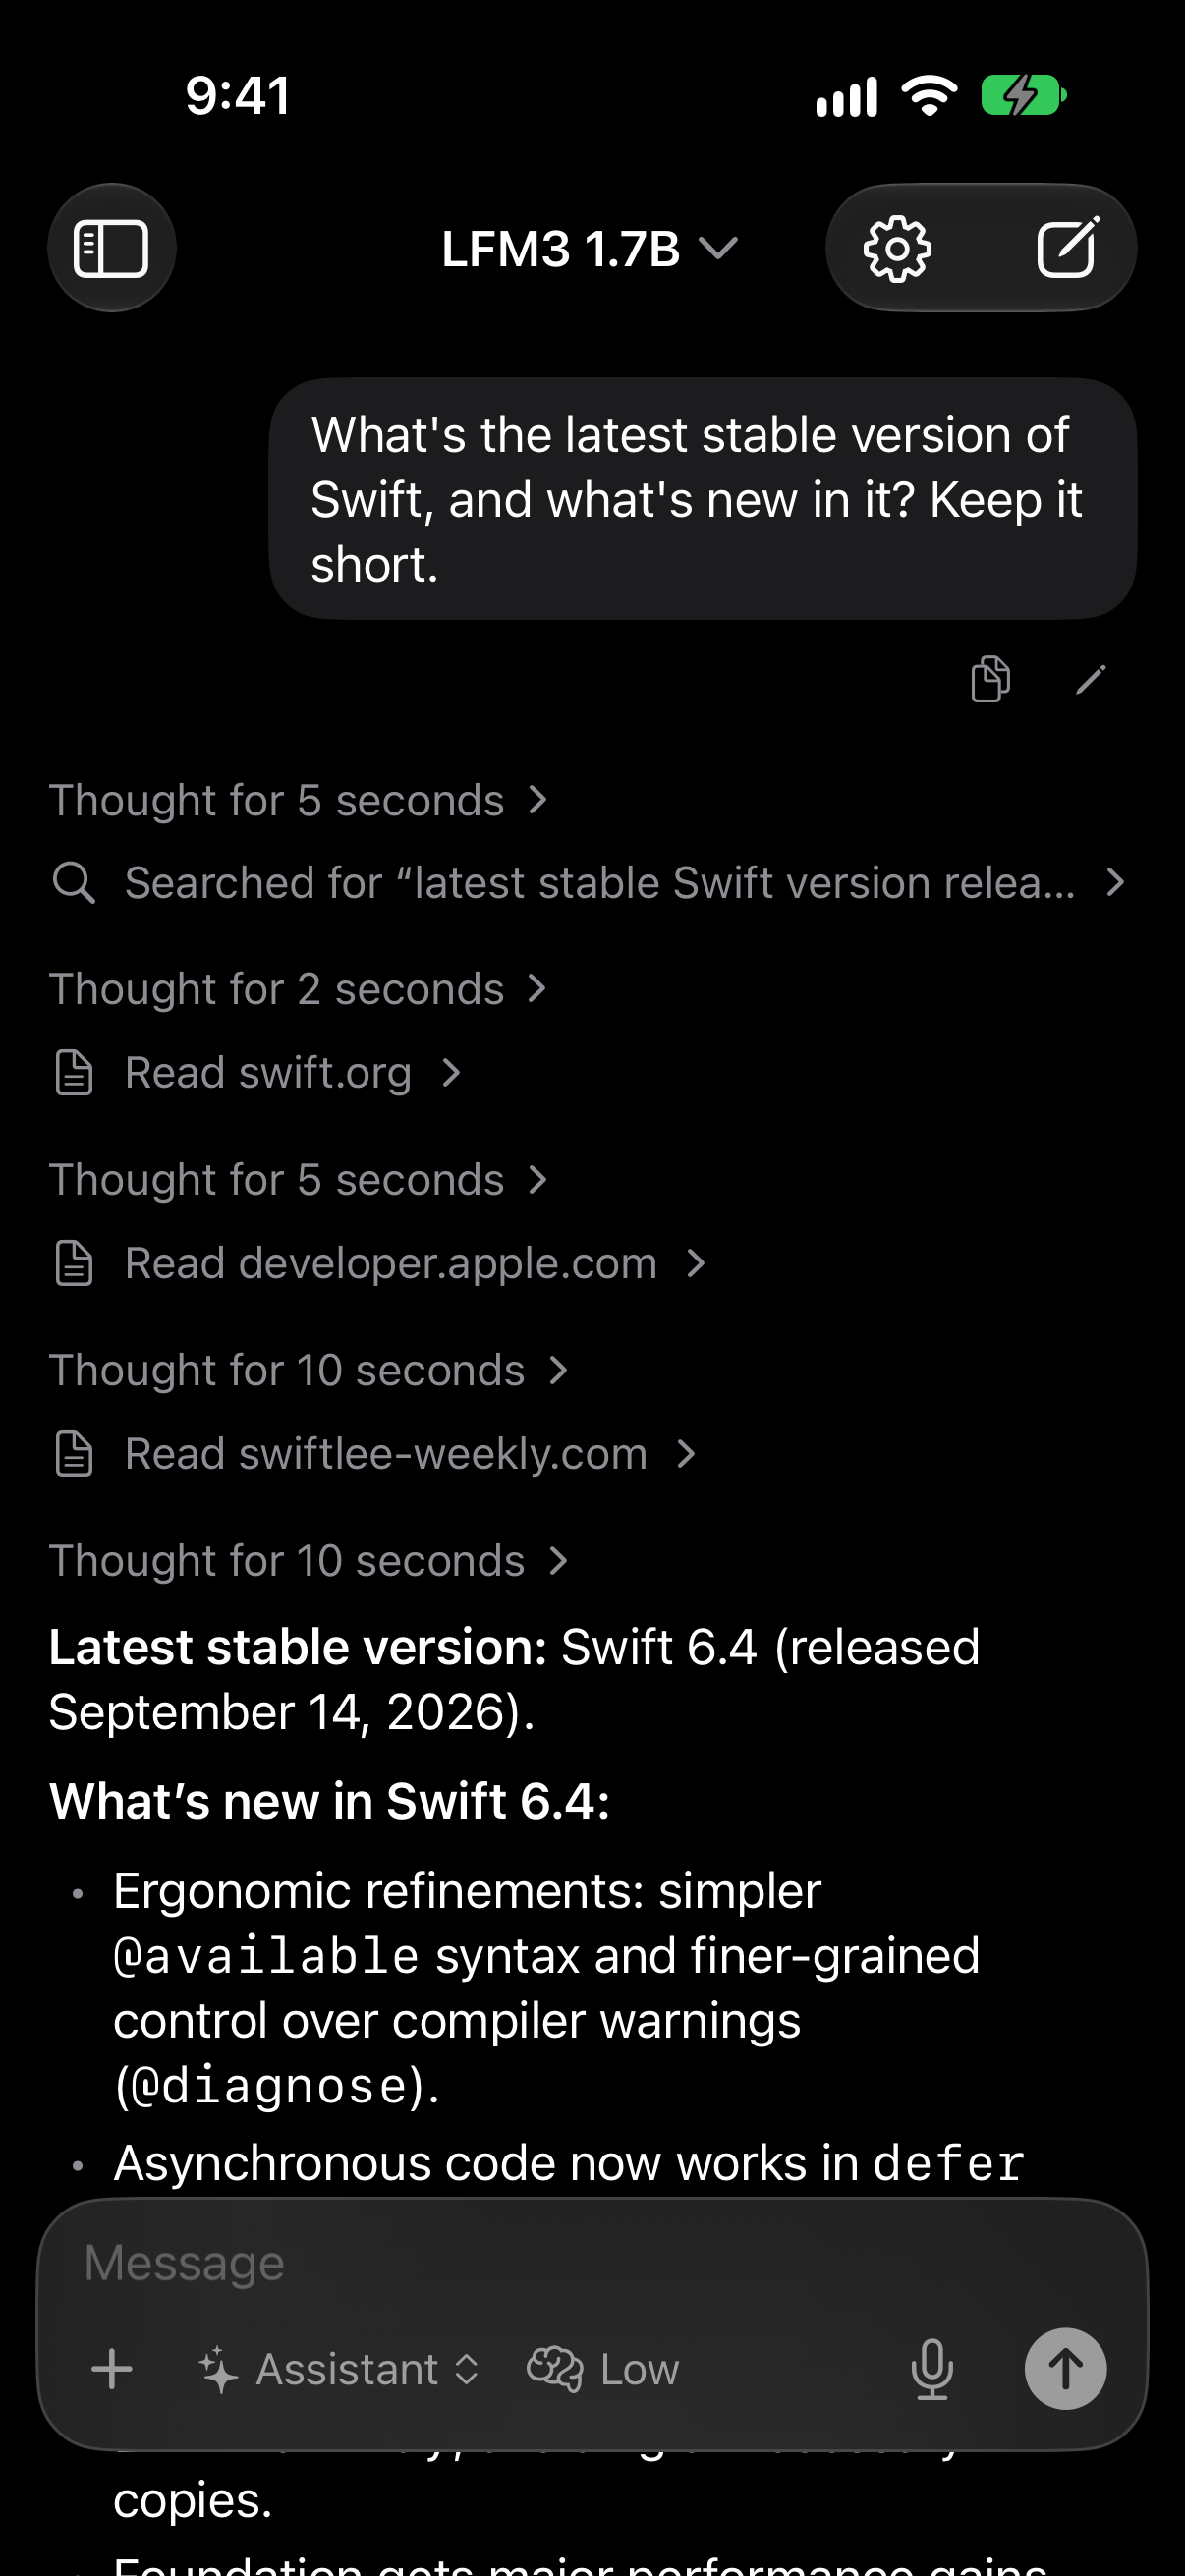 9:41
LFM3 1.7B
What's the latest stable version of
Swift, and what's new in it? Keep it
short.
Thought for 5 seconds
Searched for “latest stable Swift version relea...
Thought for 2 seconds
Read swift.org
Thought for 5 seconds
Read developer.apple.com
Thought for 10 seconds
Read swiftlee-weekly.com
Thought for 10 seconds
Latest stable version: Swift 6.4 (released
September 14, 2026).
What’s new in Swift 6.4:
• Ergonomic refinements: simpler
@available syntax and finer-grained
control over compiler warnings
(@diagnose).
• Asynchronous code now works in defer
Message
Assistant
Low
copies.
Foundation gets major performance gains